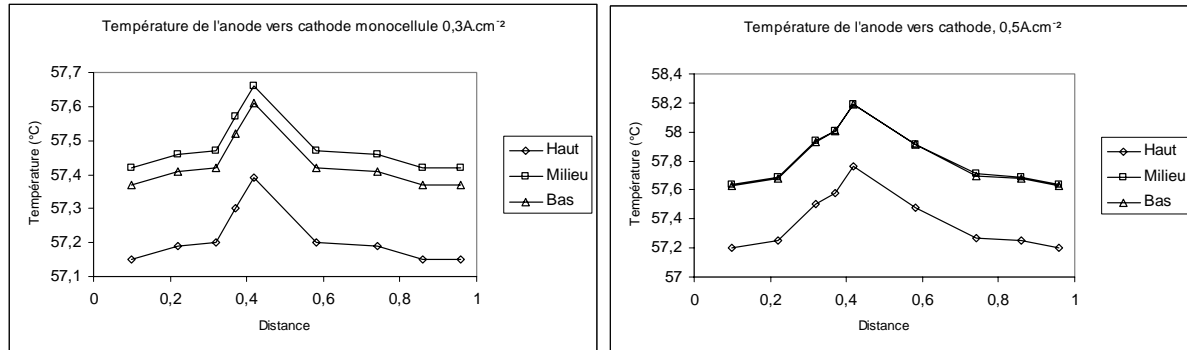 Température de l'anode vers cathode monocellule 0,3A.cm⁻²
57,7
57,6
57,5
57,4
57,3
57,2
57,1
Température (°C)
0 0,2 0,4 0,6 0,8 1
Distance
Haut
Milieu
Bas
Température de l'anode vers cathode, 0,5A.cm⁻²
58,4
58,2
58
57,8
57,6
57,4
57,2
57
Température (°C)
0 0,2 0,4 0,6 0,8 1
Distance
Haut
Milieu
Bas